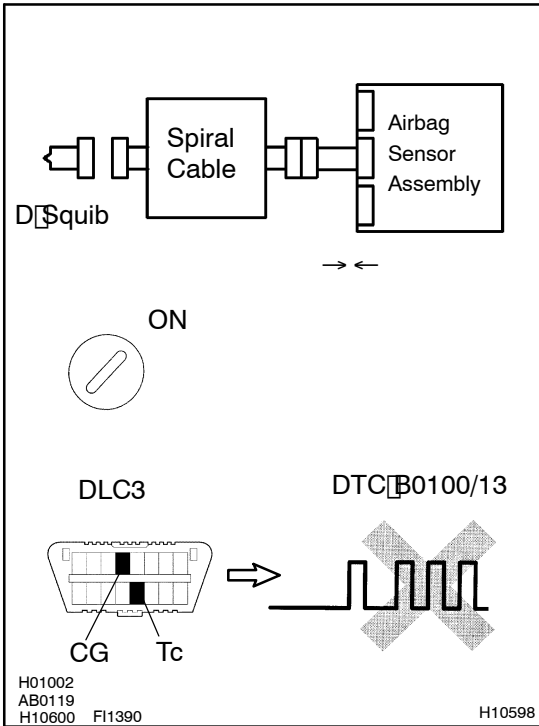 Spiral
Cable
Airbag
Sensor
Assembly
D▯Squib
ON
DLC3
DTC▯B0100/13
CG
Tc
H01002
AB0119
H10600 FI1390
H10598